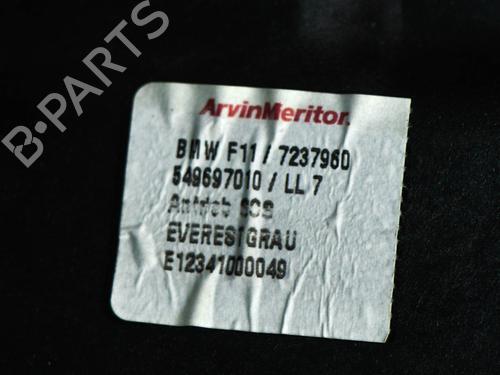 B-PARTS
ArvinMeritor.
BMW F11 / 7237960
549697010 / LL 7
Antrieb SCS
EVERESTGRAU
E12341000049